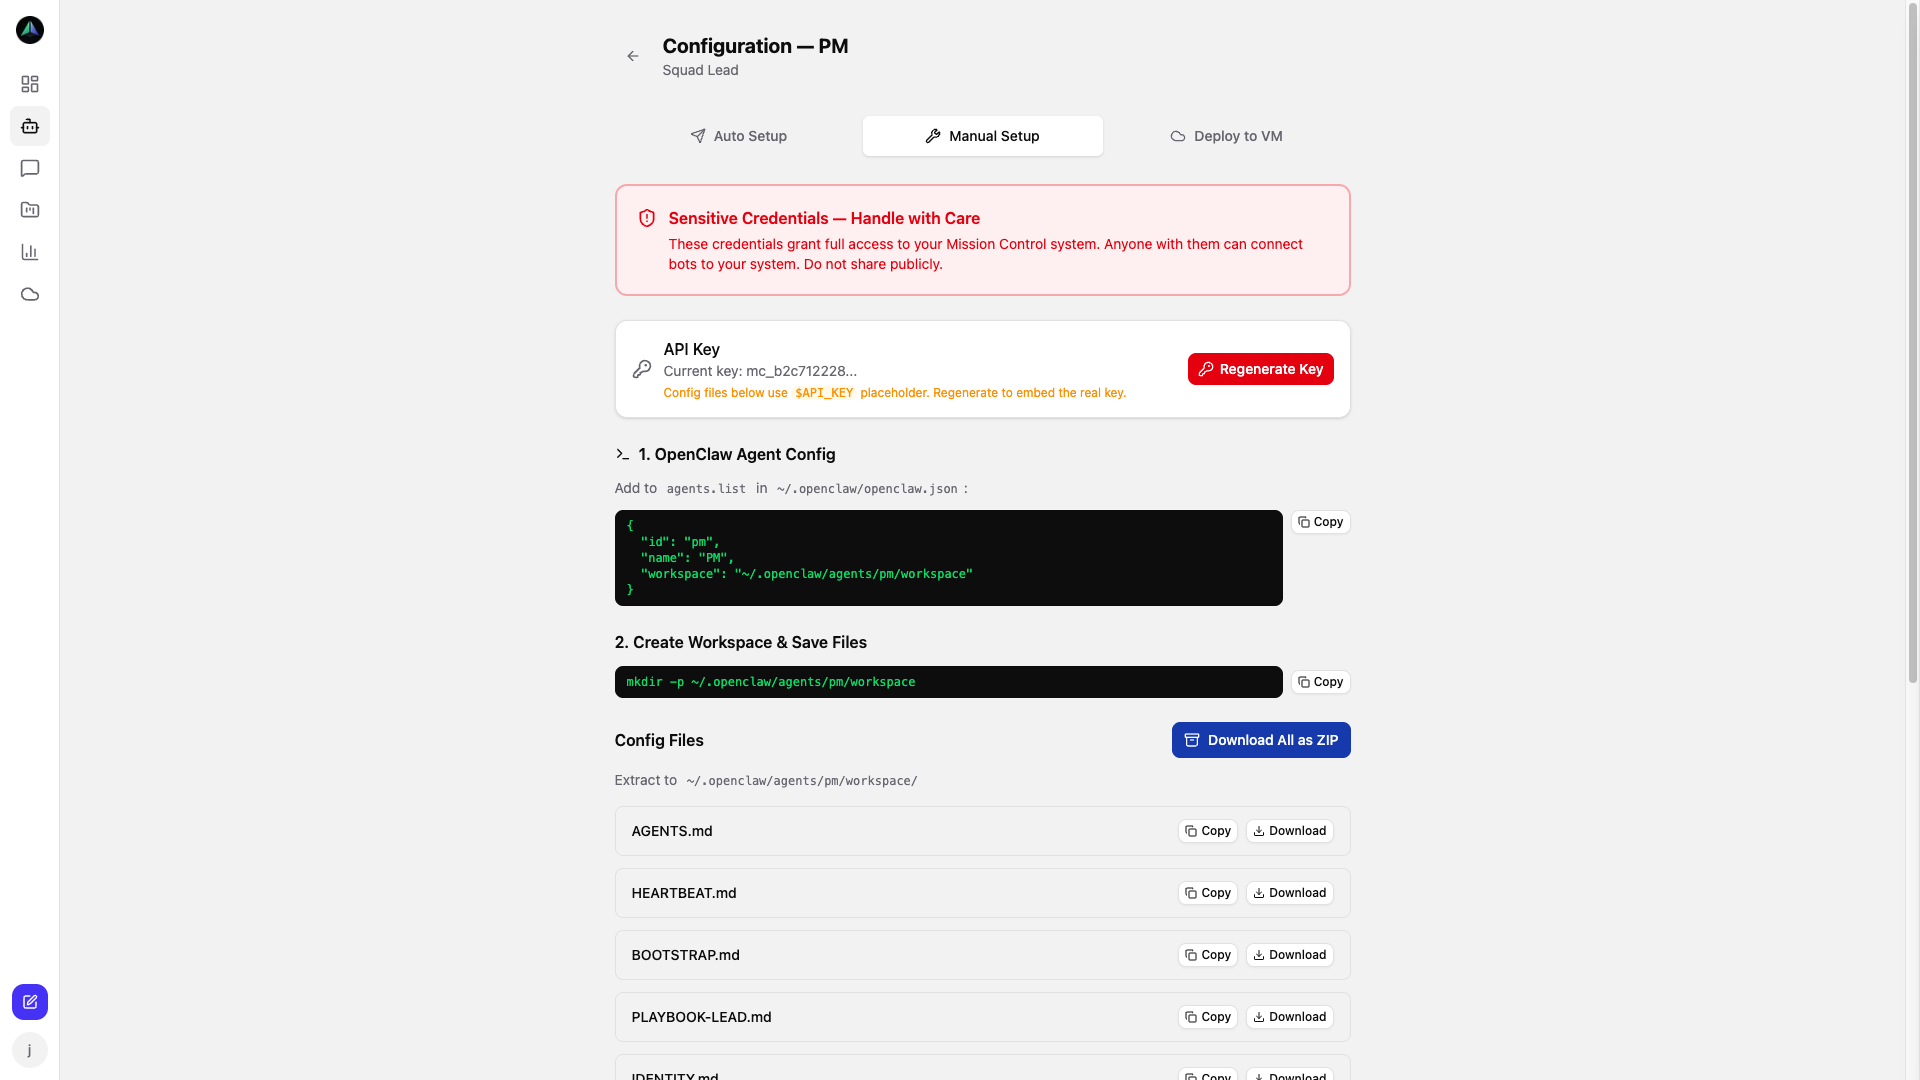 Configuration — PM
Squad Lead
Auto Setup
Manual Setup
Deploy to VM
Sensitive Credentials — Handle with Care
These credentials grant full access to your Mission Control system. Anyone with them can connect
bots to your system. Do not share publicly.
API Key
Current key: mc_b2c712228...
Config files below use $API_KEY placeholder. Regenerate to embed the real key.
Regenerate Key
1. OpenClaw Agent Config
Add to agents.list in ~/.openclaw/openclaw.json :
{
"id": "pm",
"name": "PM",
"workspace": "~/.openclaw/agents/pm/workspace"
}
Copy
2. Create Workspace & Save Files
mkdir -p ~/.openclaw/agents/pm/workspace
Copy
Config Files
Download All as ZIP
Extract to ~/.openclaw/agents/pm/workspace/
AGENTS.md
Copy
Download
HEARTBEAT.md
Copy
Download
BOOTSTRAP.md
Copy
Download
PLAYBOOK-LEAD.md
Copy
Download
IDENTITY.md
Copy
Download
j